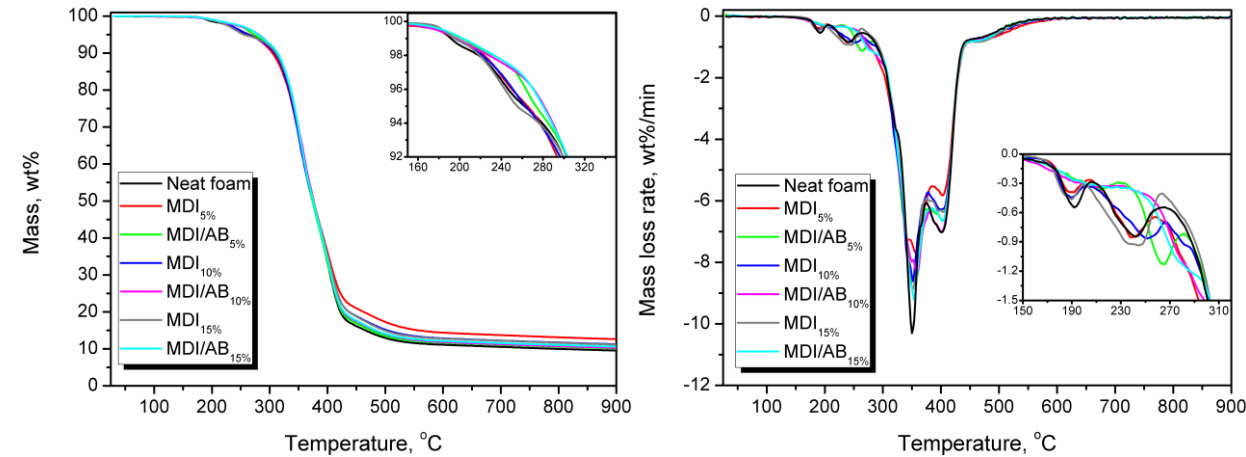 Mass, wt%
100
90
80
70
60
50
40
30
20
10
0
100 200 300 400 500 600 700 800 900
Temperature, °C
Neat foam
MDI5%
MDI/AB5%
MDI10%
MDI/AB10%
MDI15%
MDI/AB15%
100
98
96
94
92
160 200 240 280 320
Mass loss rate, wt%/min
0
-2
-4
-6
-8
-10
-12
100 200 300 400 500 600 700 800 900
Temperature, °C
Neat foam
MDI5%
MDI/AB5%
MDI10%
MDI/AB10%
MDI15%
MDI/AB15%
0.0
-0.3
-0.6
-0.9
-1.2
-1.5
150 170 190 210 230 250 270 290 310